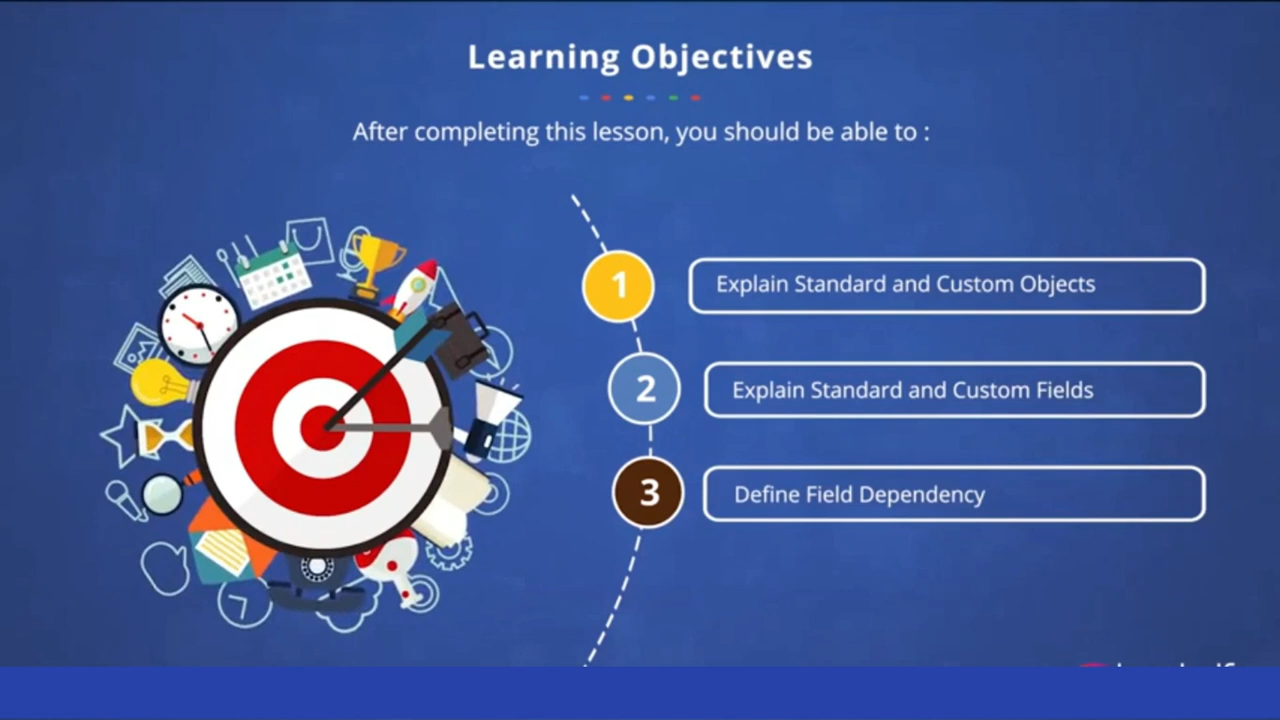 Learning Objectives
After completing this lesson, you should be able to :
1
Explain Standard and Custom Objects
2
Explain Standard and Custom Fields
3
Define Field Dependency